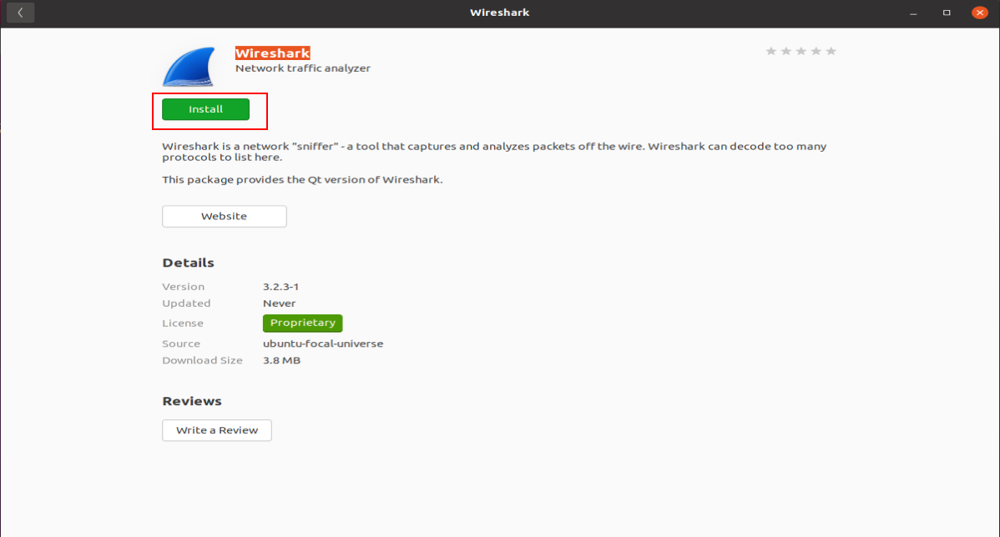 Wireshark
Wireshark
Network traffic analyzer
Install
Wireshark is a network "sniffer" - a tool that captures and analyzes packets off the wire. Wireshark can decode too many
protocols to list here.
This package provides the Qt version of Wireshark.
Website
Details
Version 3.2.3-1
Updated Never
License Proprietary
Source ubuntu-focal-universe
Download Size 3.8 MB
Reviews
Write a Review